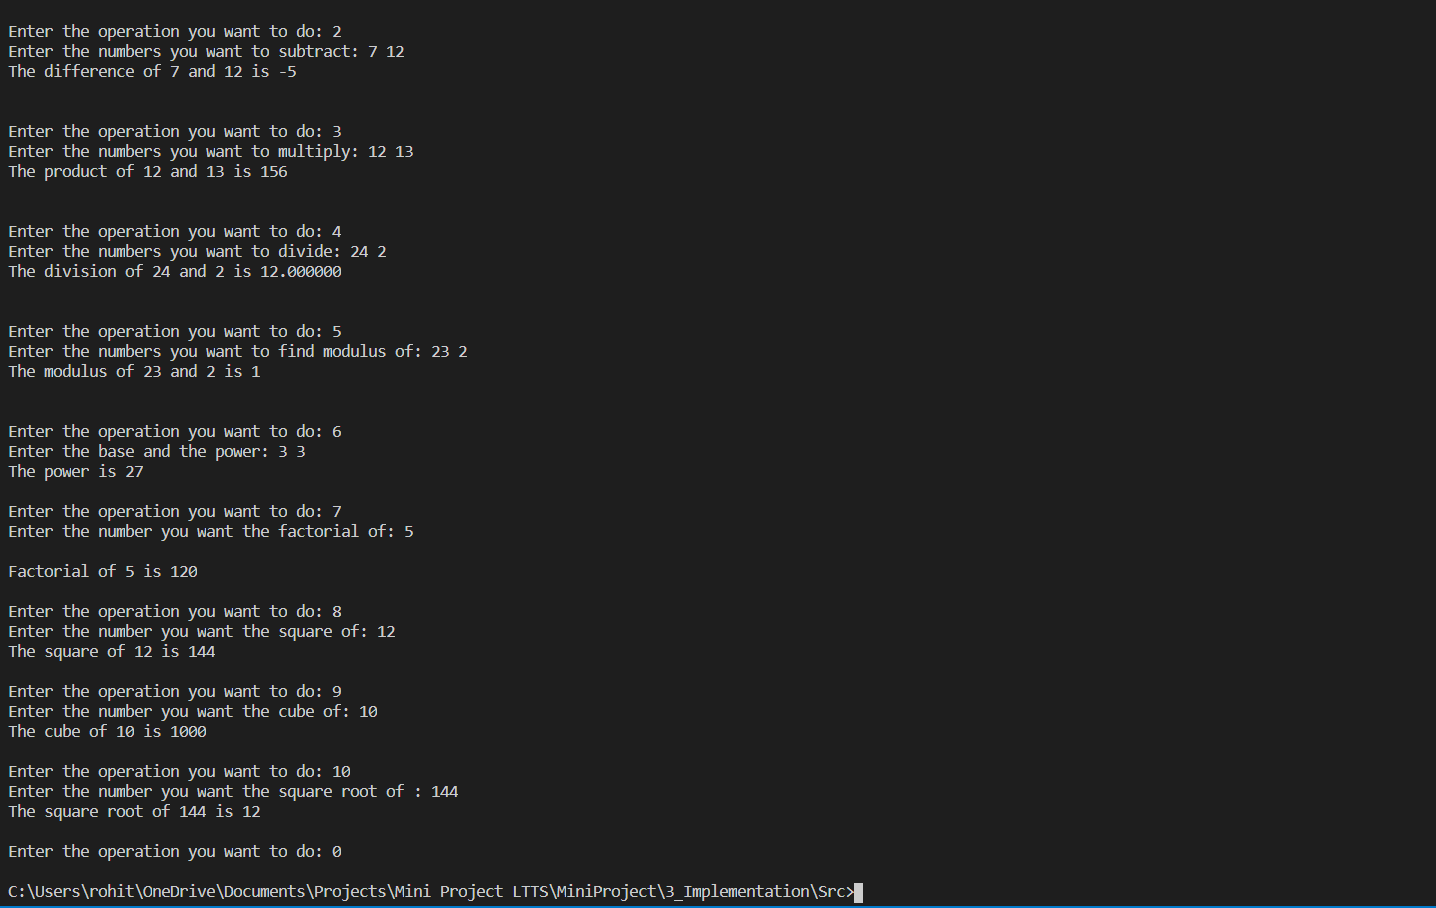 Enter the operation you want to do: 2
Enter the numbers you want to subtract: 7 12
The difference of 7 and 12 is -5
Enter the operation you want to do: 3
Enter the numbers you want to multiply: 12 13
The product of 12 and 13 is 156
Enter the operation you want to do: 4
Enter the numbers you want to divide: 24 2
The division of 24 and 2 is 12.000000
Enter the operation you want to do: 5
Enter the numbers you want to find modulus of: 23 2
The modulus of 23 and 2 is 1
Enter the operation you want to do: 6
Enter the base and the power: 3 3
The power is 27
Enter the operation you want to do: 7
Enter the number you want the factorial of: 5
Factorial of 5 is 120
Enter the operation you want to do: 8
Enter the number you want the square of: 12
The square of 12 is 144
Enter the operation you want to do: 9
Enter the number you want the cube of: 10
The cube of 10 is 1000
Enter the operation you want to do: 10
Enter the number you want the square root of : 144
The square root of 144 is 12
Enter the operation you want to do: 0
C:\Users\rohit\OneDrive\Documents\Projects\Mini Project LTTS\MiniProject\3_Implementation\Src>